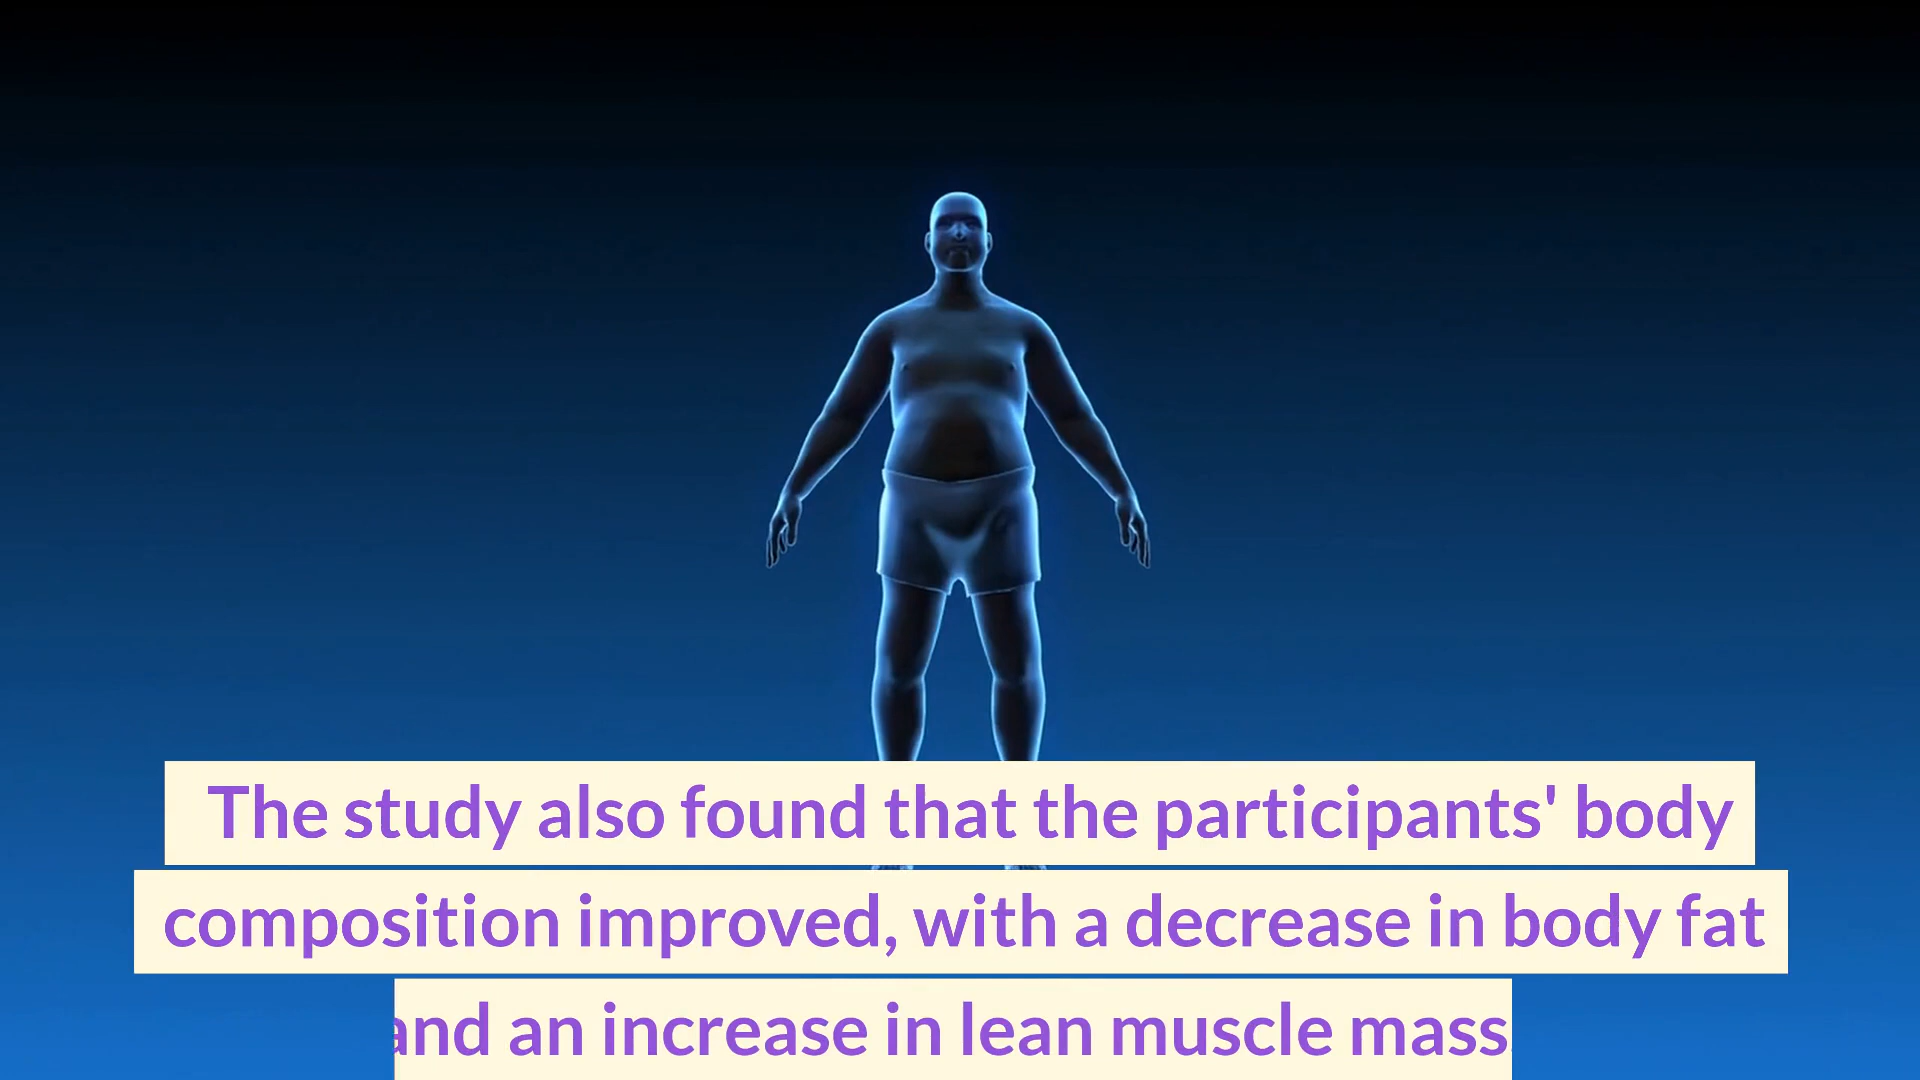 The study also found that the participants' body
composition improved, with a decrease in body fat
and an increase in lean muscle mass.